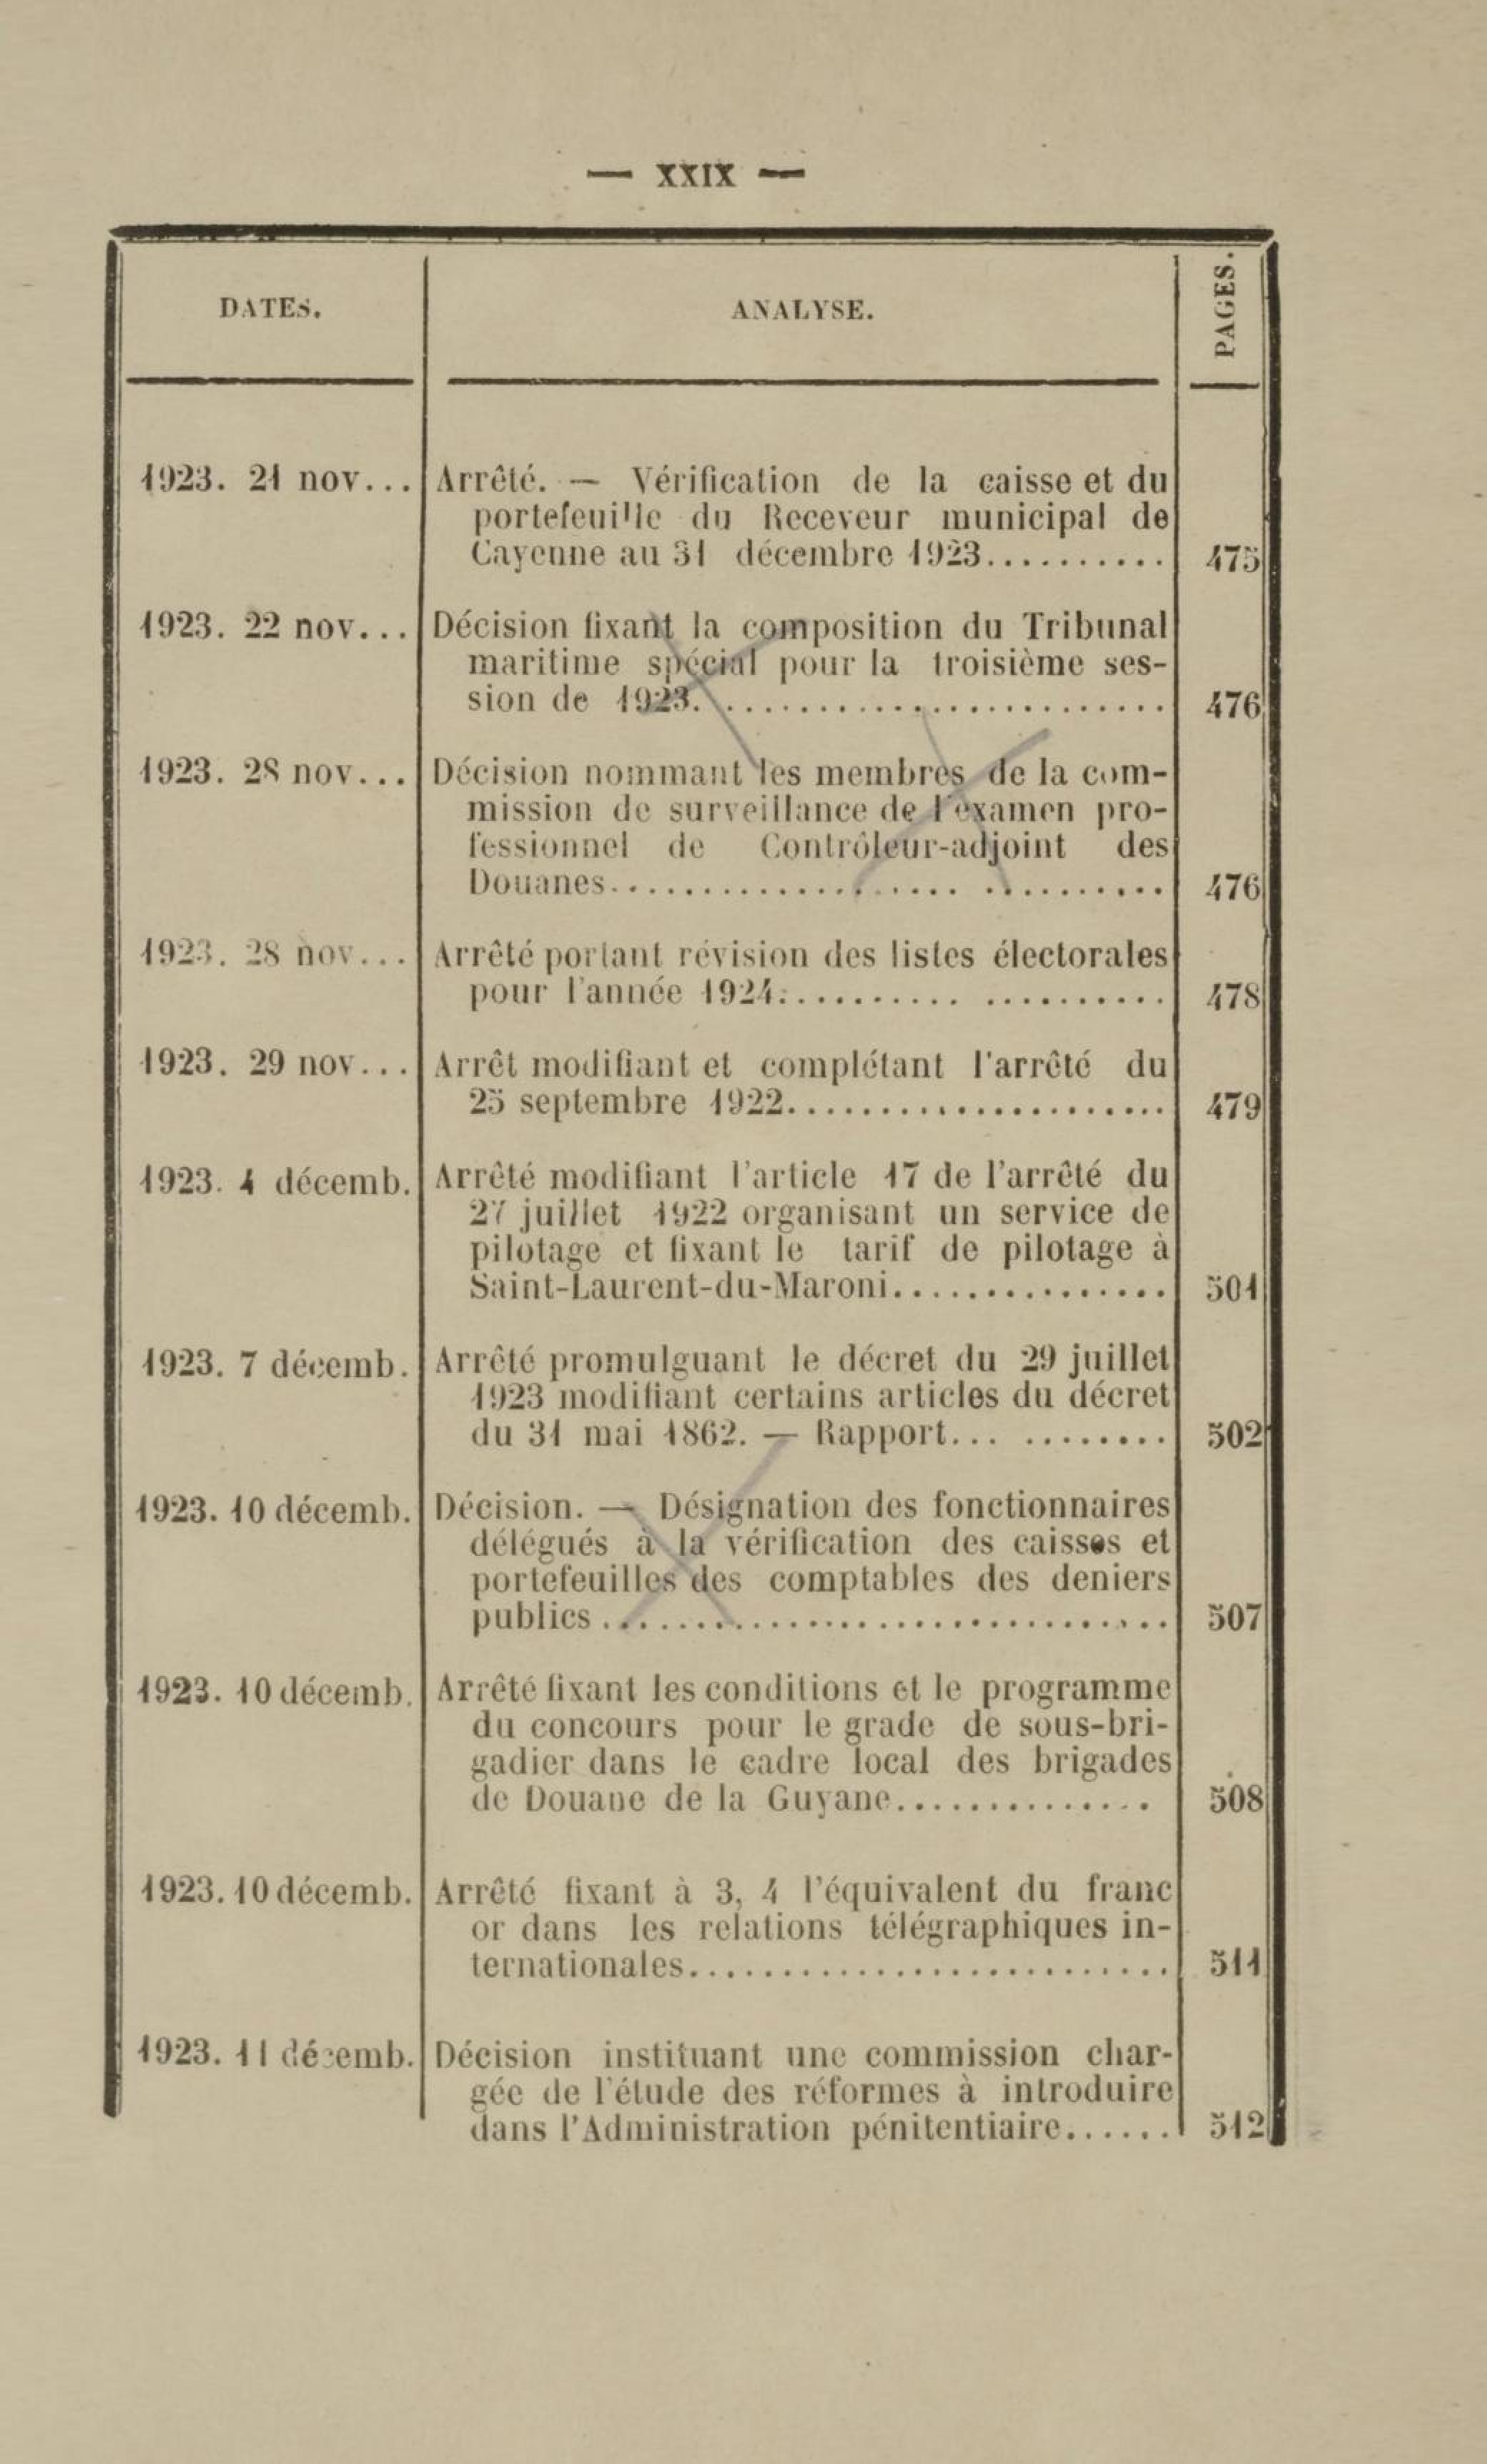 — XXIX —
DATES. ANALYSE. PAGES.
1923. 21 nov... Arrêté. — Vérification de la caisse et du
portefeuille du Receveur municipal de
Cayenne au 31 décembre 1923.......... 475
1923. 22 nov... Décision fixant la composition du Tribunal
maritime spécial pour la troisième ses-
sion de 1923.......................... 476
1923. 28 nov... Décision nommant les membres de la com-
mission de surveillance de l'examen pro-
fessionnel de Contrôleur-adjoint des
Douanes................... .......... 476
1923. 28 nov... Arrêté portant révision des listes électorales
pour l'année 1924:......... .......... 478
1923. 29 nov... Arrêt modifiant et complétant l'arrêté du
25 septembre 1922..................... 479
1923. 4 décemb. Arrêté modifiant l'article 17 de l'arrêté du
27 juillet 1922 organisant un service de
pilotage et fixant le tarif de pilotage à
Saint-Laurent-du-Maroni............... 501
1923. 7 décemb. Arrêté promulguant le décret du 29 juillet
1923 modifiant certains articles du décret
du 31 mai 1862. — Rapport... ........ 502
1923. 10 décemb. Décision. — Désignation des fonctionnaires
délégués à la vérification des caisses et
portefeuilles des comptables des deniers
publics ............................... 507
1923. 10 décemb. Arrêté fixant les conditions et le programme
du concours pour le grade de sous-bri-
gadier dans le cadre local des brigades
de Douane de la Guyane.............. 508
1923. 10 décemb. Arrêté fixant à 3, 4 l'équivalent du franc
or dans les relations télégraphiques in-
ternationales........................... 511
1923. 11 décemb. Décision instituant une commission char-
gée de l'étude des réformes à introduire
dans l'Administration pénitentiaire...... 512